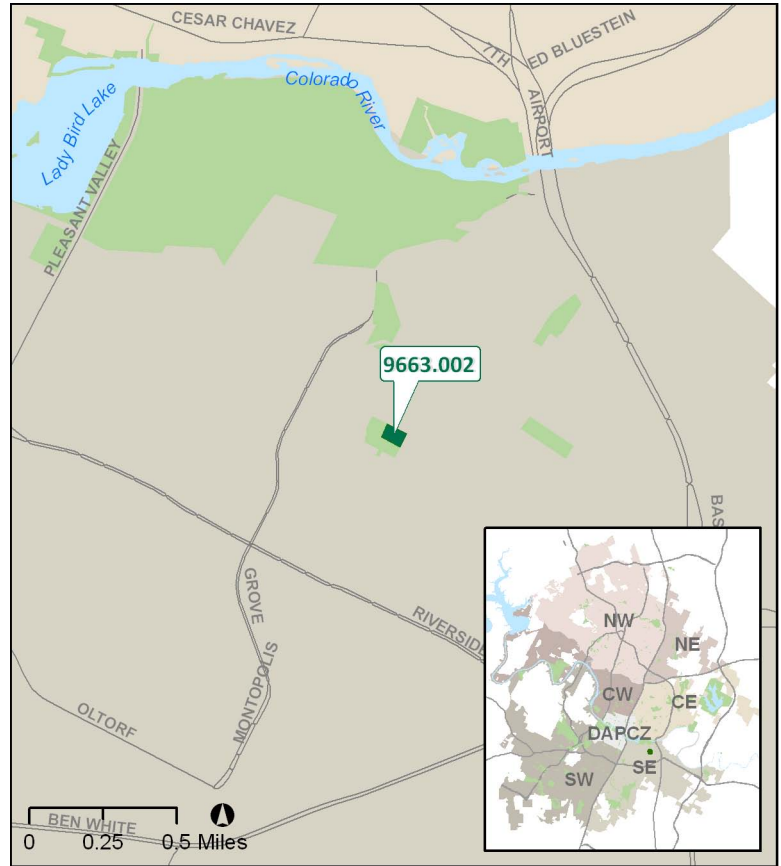 CESAR CHAVEZ
7TH
ED BLUESTEIN
AIRPORT
Colorado River
Lady Bird Lake
PLEASANT VALLEY
9663.002
BAS
GROVE
RIVERSIDE
MONTOPOLIS
OLTORF
BEN WHITE
0 0.25 0.5 Miles
NW
NE
CW
CE
DAPCZ
SE
SW